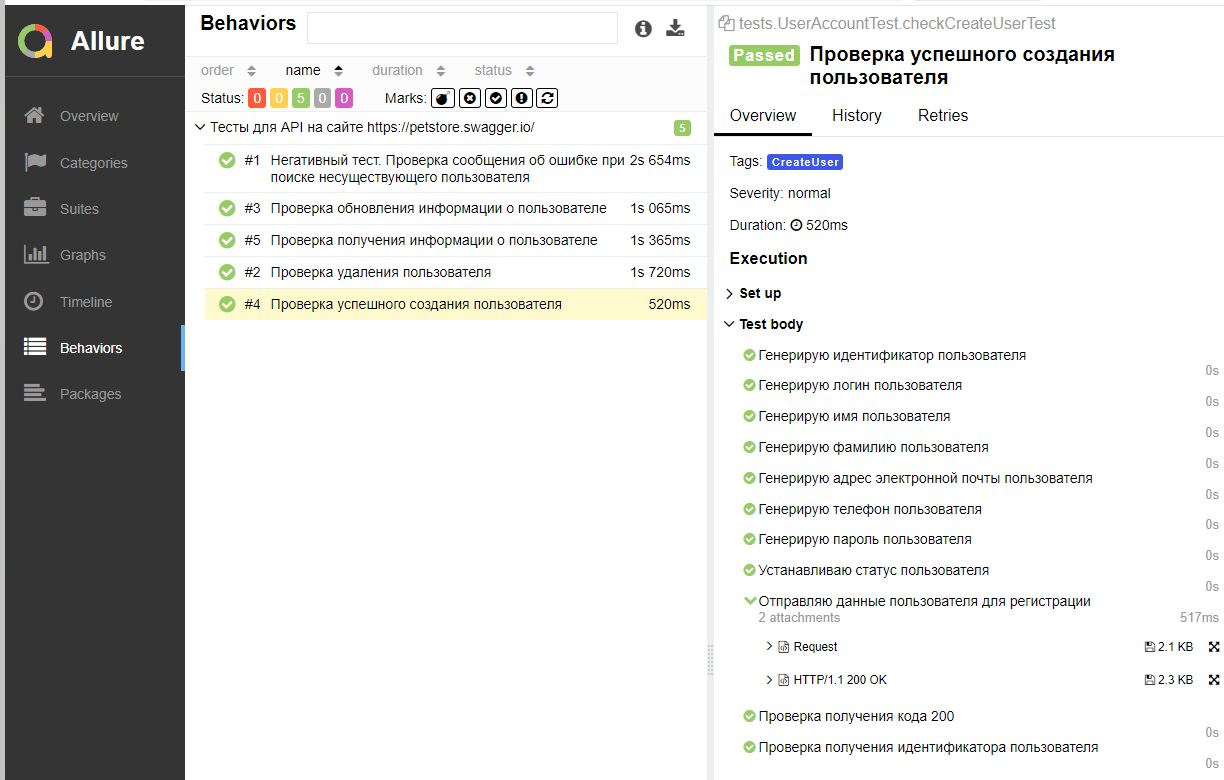 Allure
Overview
Categories
Suites
Graphs
Timeline
Behaviors
Packages
Behaviors
order name duration status
Status: 0 0 5 0 0 Marks:
Тесты для API на сайте https://petstore.swagger.io/ 5
#1 Негативный тест. Проверка сообщения об ошибке при 2s 654ms
поиске несуществующего пользователя
#3 Проверка обновления информации о пользователе 1s 065ms
#5 Проверка получения информации о пользователе 1s 365ms
#2 Проверка удаления пользователя 1s 720ms
#4 Проверка успешного создания пользователя 520ms
tests.UserAccountTest.checkCreateUserTest
Passed Проверка успешного создания
пользователя
Overview History Retries
Tags: CreateUser
Severity: normal
Duration: 520ms
Execution
Set up
Test body
Генерирую идентификатор пользователя
0s
Генерирую логин пользователя
0s
Генерирую имя пользователя
0s
Генерирую фамилию пользователя
0s
Генерирую адрес электронной почты пользователя
0s
Генерирую телефон пользователя
0s
Генерирую пароль пользователя
0s
Устанавливаю статус пользователя
0s
Отправляю данные пользователя для регистрации
2 attachments 517ms
Request 2.1 KB
HTTP/1.1 200 OK 2.3 KB
Проверка получения кода 200
0s
Проверка получения идентификатора пользователя
0s